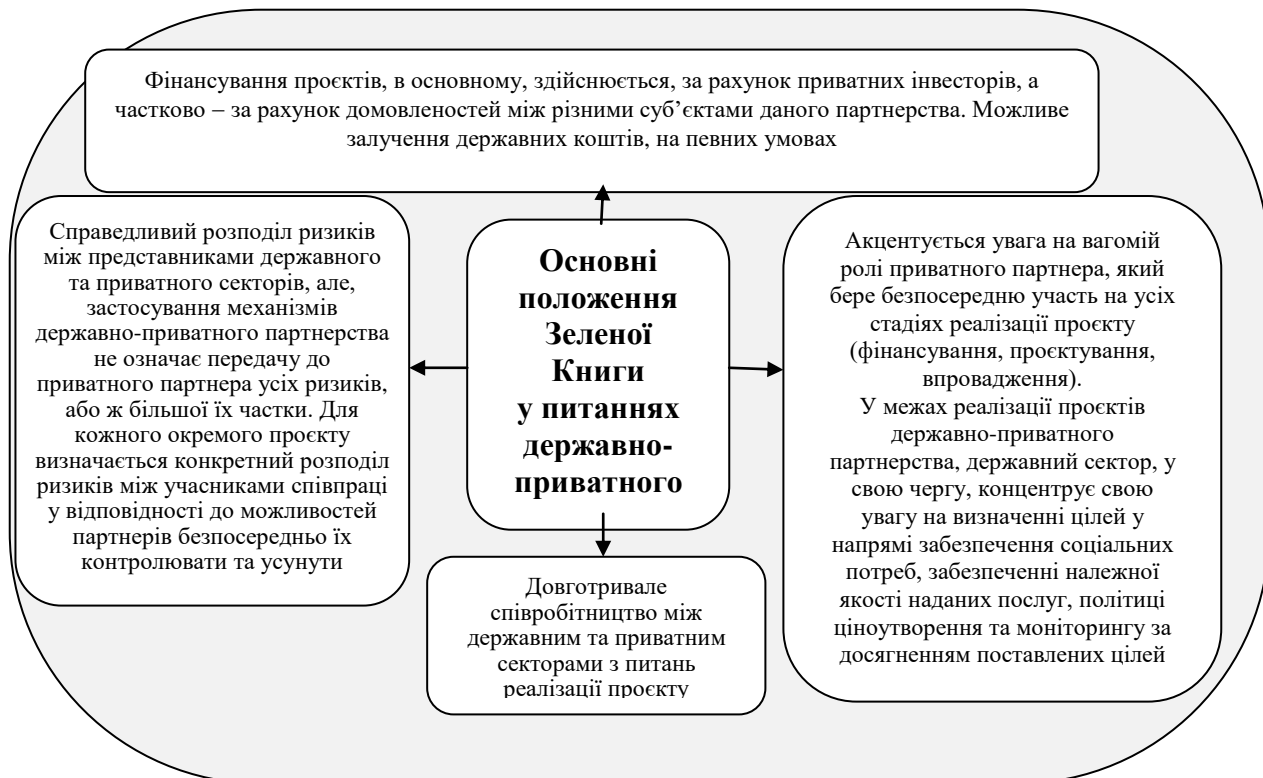 Фінансування проєктів, в основному, здійснюється, за рахунок приватних інвесторів, а
частково – за рахунок домовленостей між різними суб’єктами даного партнерства. Можливе
залучення державних коштів, на певних умовах
Справедливий розподіл ризиків
між представниками державного
та приватного секторів, але,
застосування механізмів
державно-приватного партнерства
не означає передачу до
приватного партнера усіх ризиків,
або ж більшої їх частки. Для
кожного окремого проєкту
визначається конкретний розподіл
ризиків між учасниками співпраці
у відповідності до можливостей
партнерів безпосередньо їх
контролювати та усунути
Основні
положення
Зеленої
Книги
у питаннях
державно-
приватного
Акцентується увага на вагомій
ролі приватного партнера, який
бере безпосередню участь на усіх
стадіях реалізації проєкту
(фінансування, проєктування,
впровадження).
У межах реалізації проєктів
державно-приватного
партнерства, державний сектор, у
свою чергу, концентрує свою
увагу на визначенні цілей у
напрямі забезпечення соціальних
потреб, забезпеченні належної
якості наданих послуг, політиці
ціноутворення та моніторингу за
досягненням поставлених цілей
Довготривале
співробітництво між
державним та приватним
секторами з питань
реалізації проєкту